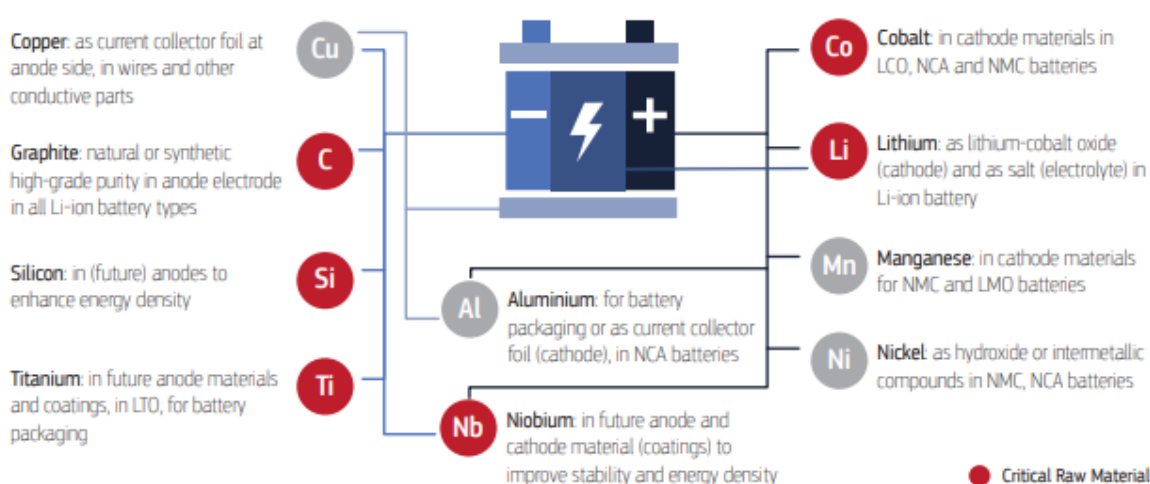 Copper: as current collector foil at
anode side, in wires and other
conductive parts
Cu
Graphite: natural or synthetic
high-grade purity in anode electrode
in all Li-ion battery types
C
Silicon: in (future) anodes to
enhance energy density
Si
Titanium: in future anode materials
and coatings, in LTO, for battery
packaging
Ti
− +
Al
Aluminium: for battery
packaging or as current collector
foil (cathode), in NCA batteries
Nb
Niobium: in future anode and
cathode material (coatings) to
improve stability and energy density
Co
Cobalt: in cathode materials in
LCO, NCA and NMC batteries
Li
Lithium: as lithium-cobalt oxide
(cathode) and as salt (electrolyte) in
Li-ion battery
Mn
Manganese: in cathode materials
for NMC and LMO batteries
Ni
Nickel: as hydroxide or intermetallic
compounds in NMC, NCA batteries
Critical Raw Material